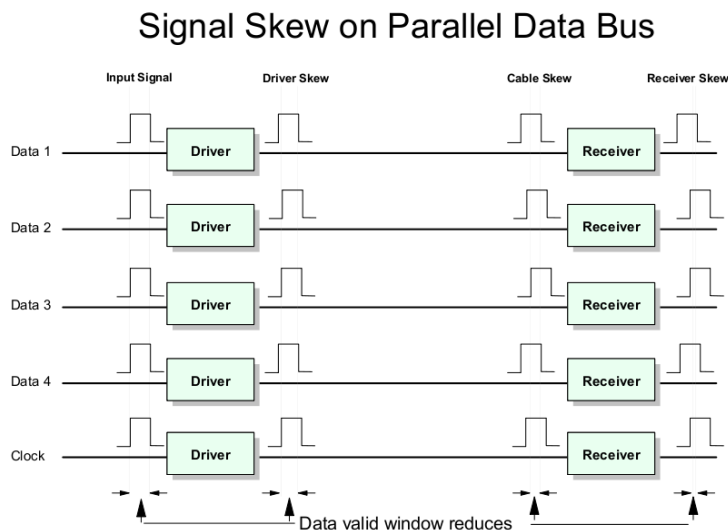 Signal Skew on Parallel Data Bus
Input Signal Driver Skew Cable Skew Receiver Skew
Data 1 Driver Receiver
Data 2 Driver Receiver
Data 3 Driver Receiver
Data 4 Driver Receiver
Clock Driver Receiver
Data valid window reduces